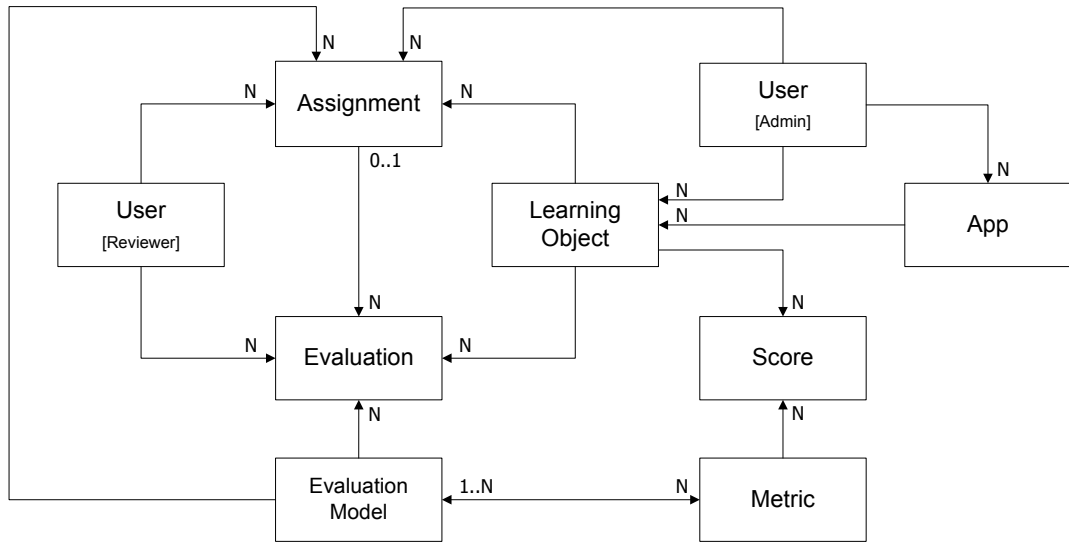 N
N
N
Assignment
N
User
[Admin]
0..1
N
User
[Reviewer]
Learning
Object
N
N
App
N
N
N
Evaluation
N
Score
N
N
Evaluation
Model
1..N
N
Metric